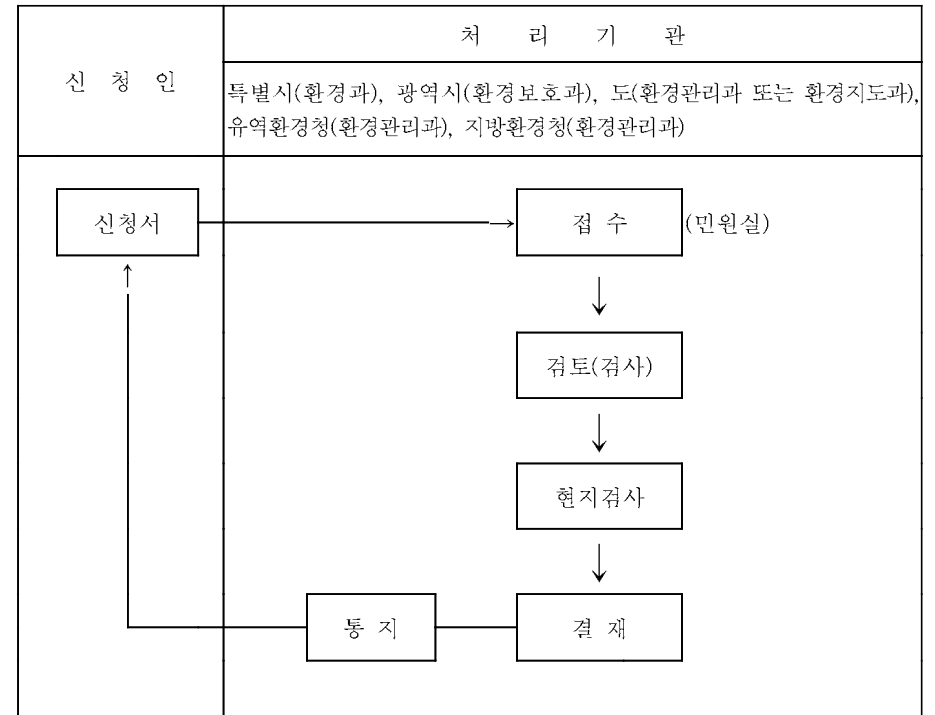 처 리 기 관
신 청 인
특별시(환경과), 광역시(환경보호과), 도(환경관리과 또는 환경지도과),
유역환경청(환경관리과), 지방환경청(환경관리과)
신청서
접 수
(민원실)
검토(검사)
현지검사
통 지
결 재